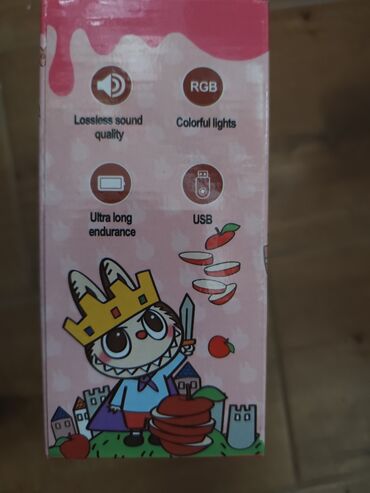 RGB
Lossless sound
quality
Colorful lights
Ultra long
endurance
USB